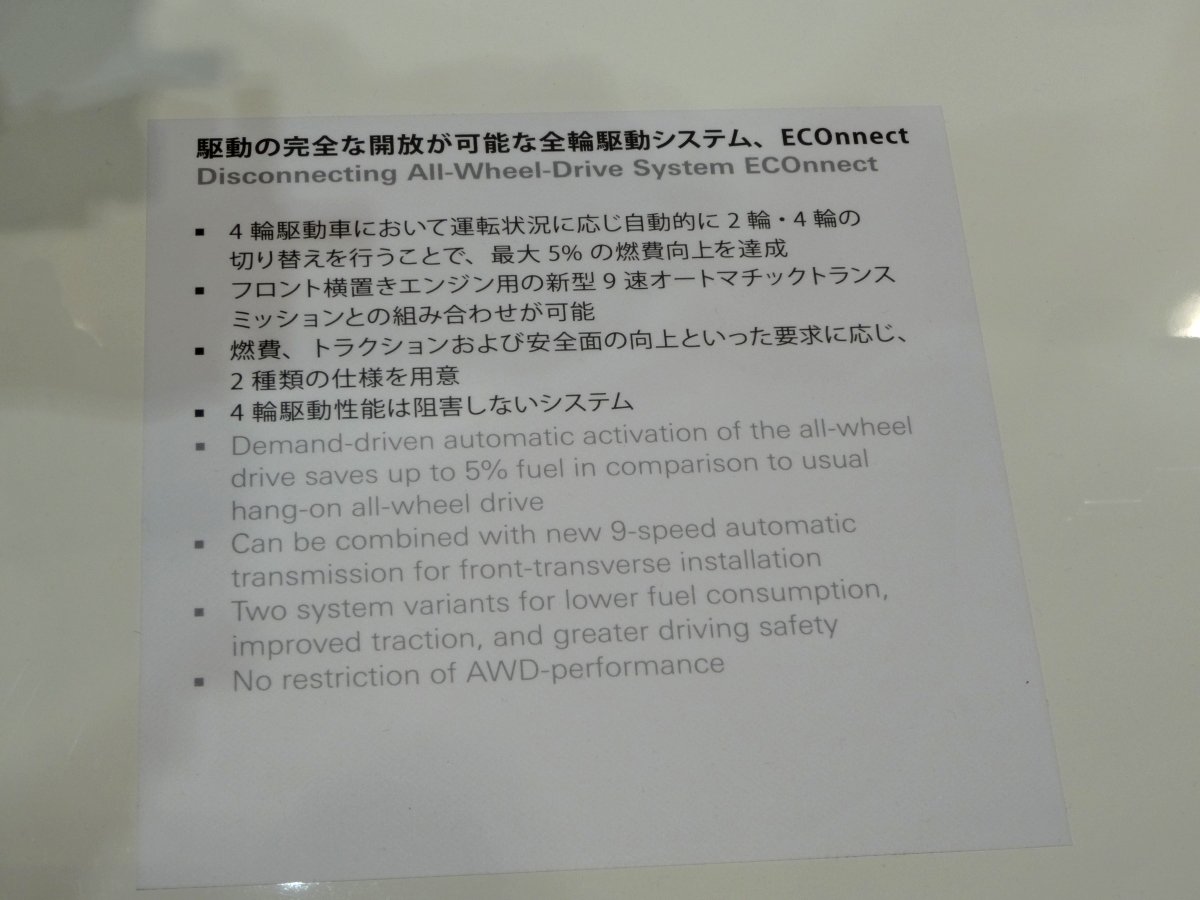 駆動の完全な開放が可能な全輪駆動システム、ECOnnect
Disconnecting All-Wheel-Drive System ECOnnect
▪ 4 輪駆動車において運転状況に応じ自動的に 2 輪・4 輪の
切り替えを行うことで、最大 5% の燃費向上を達成
▪ フロント横置きエンジン用の新型 9 速オートマチックトランス
ミッションとの組み合わせが可能
▪ 燃費、トラクションおよび安全面の向上といった要求に応じ、
2 種類の仕様を用意
▪ 4 輪駆動性能は阻害しないシステム
▪ Demand-driven automatic activation of the all-wheel
drive saves up to 5% fuel in comparison to usual
hang-on all-wheel drive
▪ Can be combined with new 9-speed automatic
transmission for front-transverse installation
▪ Two system variants for lower fuel consumption,
improved traction, and greater driving safety
▪ No restriction of AWD-performance